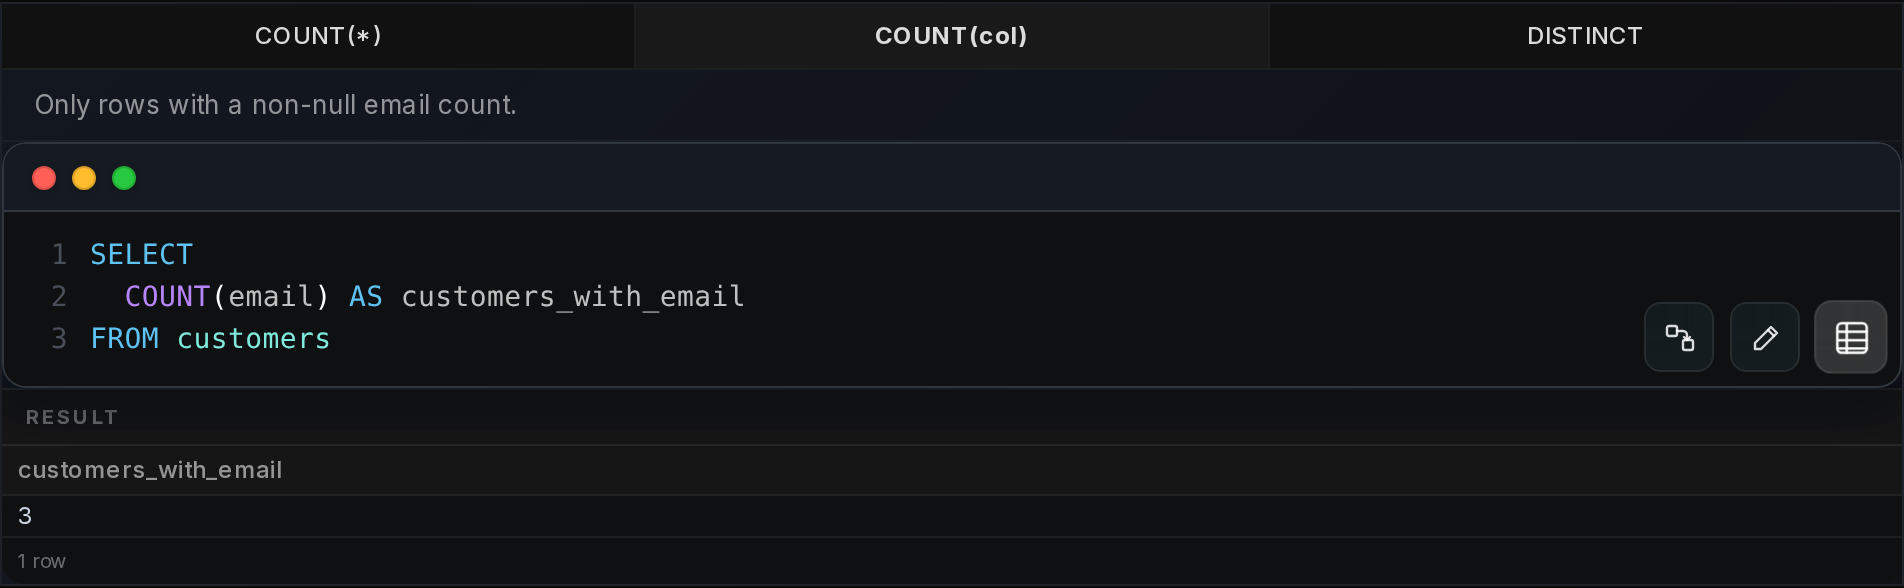 COUNT(*)
COUNT(col)
DISTINCT
Only rows with a non-null email count.
1 SELECT
2   COUNT(email) AS customers_with_email
3 FROM customers
RESULT
customers_with_email
3
1 row